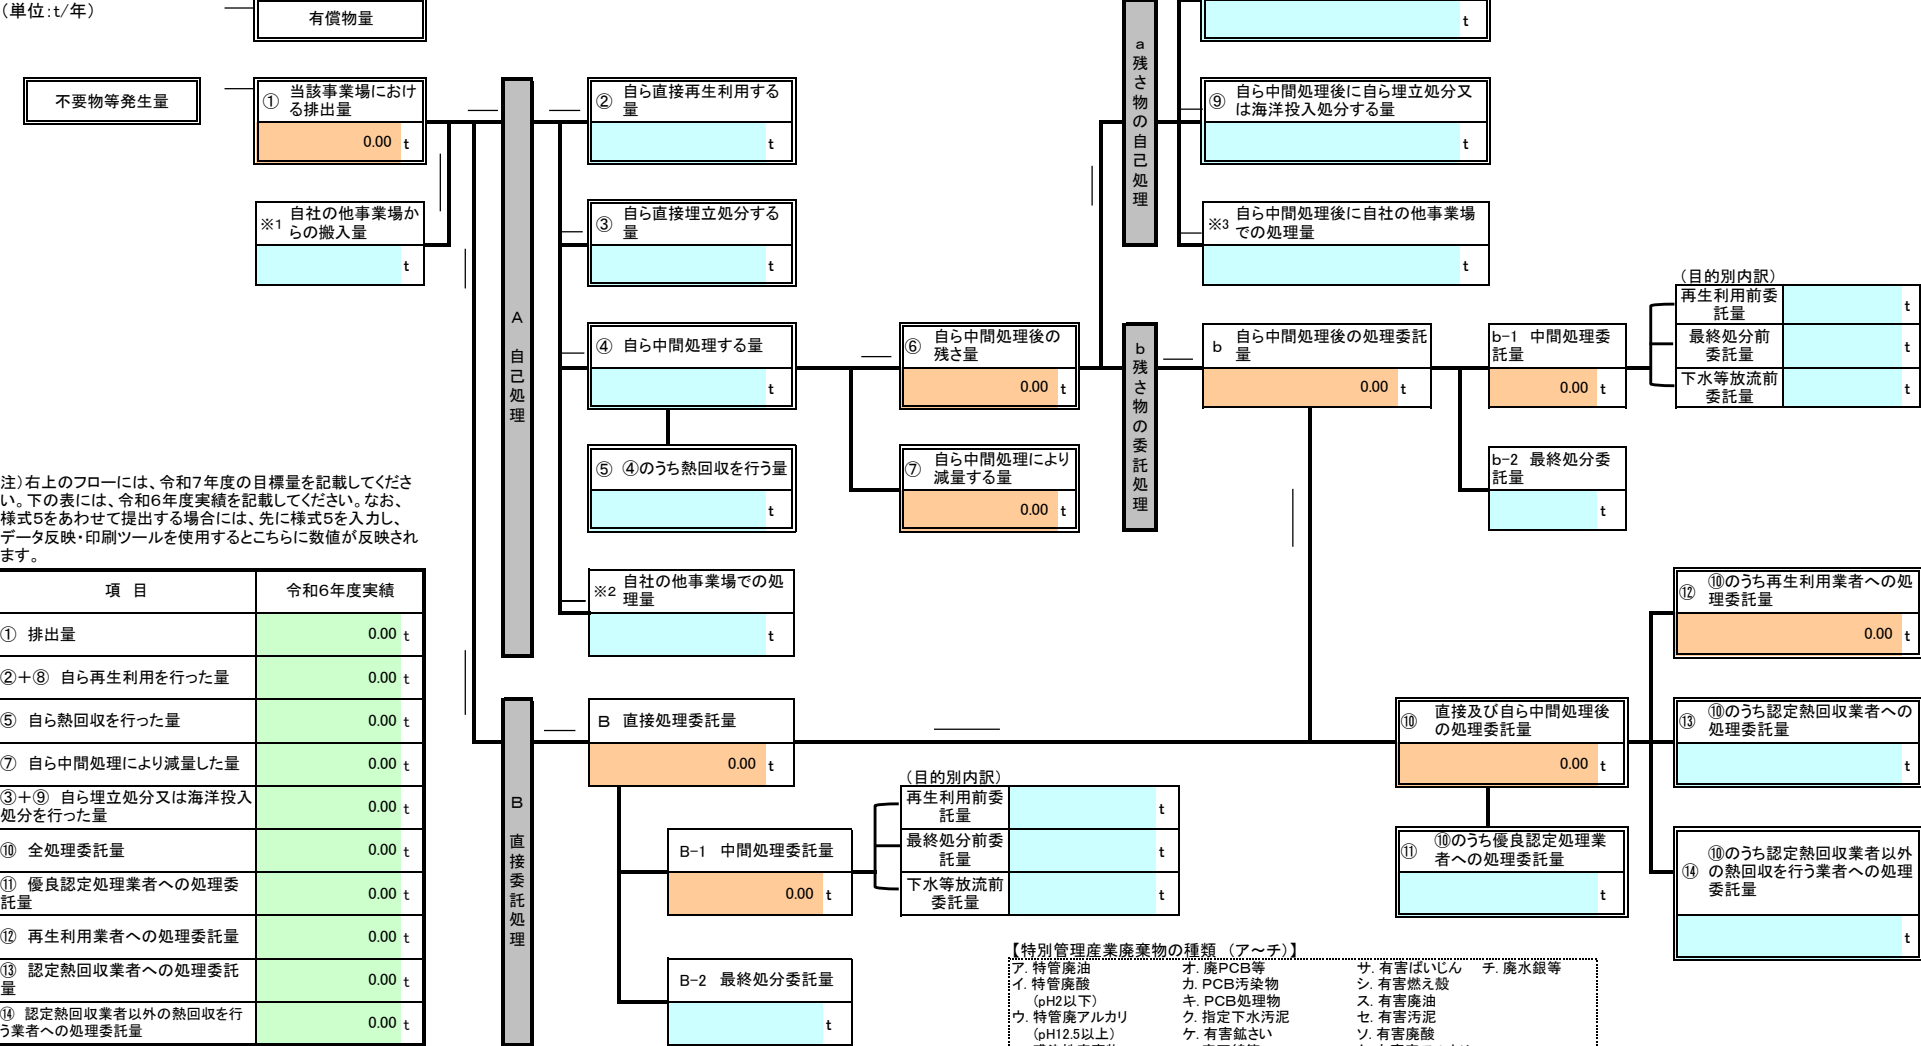 （単位：t/年）
有償物量
t
不要物等発生量
① 当該事業場におけ
る排出量
0.00 t
※1 自社の他事業場か
らの搬入量
t
A 自己処理
② 自ら直接再生利用する
量
t
③ 自ら直接埋立処分する
量
t
④ 自ら中間処理する量
t
⑤ ④のうち熱回収を行う量
t
※2 自社の他事業場での処
理量
t
⑥ 自ら中間処理後の
残さ量
0.00 t
⑦ 自ら中間処理により
減量する量
0.00 t
a 残さ物の自己処理
⑨ 自ら中間処理後に自ら埋立処分又
は海洋投入処分する量
t
※3 自ら中間処理後に自社の他事業場
での処理量
t
b 残さ物の委託処理
b 自ら中間処理後の処理委託
量
0.00 t
b-1 中間処理委
託量
0.00 t
b-2 最終処分委
託量
t
（目的別内訳）
再生利用前委
託量
t
最終処分前
委託量
t
下水等放流前
委託量
t
注）右上のフローには、令和7年度の目標量を記載してくださ
い。下の表には、令和6年度実績を記載してください。なお、
様式5をあわせて提出する場合には、先に様式5を入力し、
データ反映・印刷ツールを使用するとこちらに数値が反映され
ます。
項 目 令和6年度実績
① 排出量 0.00 t
②＋⑧ 自ら再生利用を行った量 0.00 t
⑤ 自ら熱回収を行った量 0.00 t
⑦ 自ら中間処理により減量した量 0.00 t
③＋⑨ 自ら埋立処分又は海洋投入
処分を行った量 0.00 t
⑩ 全処理委託量 0.00 t
⑪ 優良認定処理業者への処理委
託量 0.00 t
⑫ 再生利用業者への処理委託量 0.00 t
⑬ 認定熱回収業者への処理委託
量 0.00 t
⑭ 認定熱回収業者以外の熱回収を行
う業者への処理委託量 0.00 t
B 直接委託処理
B 直接処理委託量
0.00 t
B-1 中間処理委託量
0.00 t
B-2 最終処分委託量
t
（目的別内訳）
再生利用前委
託量
t
最終処分前委
託量
t
下水等放流前
委託量
t
⑩ 直接及び自ら中間処理後
の処理委託量
0.00 t
⑪ ⑩のうち優良認定処理業
者への処理委託量
t
⑫ ⑩のうち再生利用業者への処
理委託量
0.00 t
⑬ ⑩のうち認定熱回収業者への
処理委託量
t
⑭ ⑩のうち認定熱回収業者以外
の熱回収を行う業者への処理
委託量
t
【特別管理産業廃棄物の種類 （ア～チ）】
ア. 特管廃油 オ. 廃PCB等 サ. 有害ばいじん チ. 廃水銀等
イ. 特管廃酸 カ. PCB汚染物 シ. 有害燃え殻
（pH2以下） キ. PCB処理物 ス. 有害廃油
ウ. 特管廃アルカリ ク. 指定下水汚泥 セ. 有害汚泥
（pH12.5以上） ケ. 有害鉱さい ソ. 有害廃酸